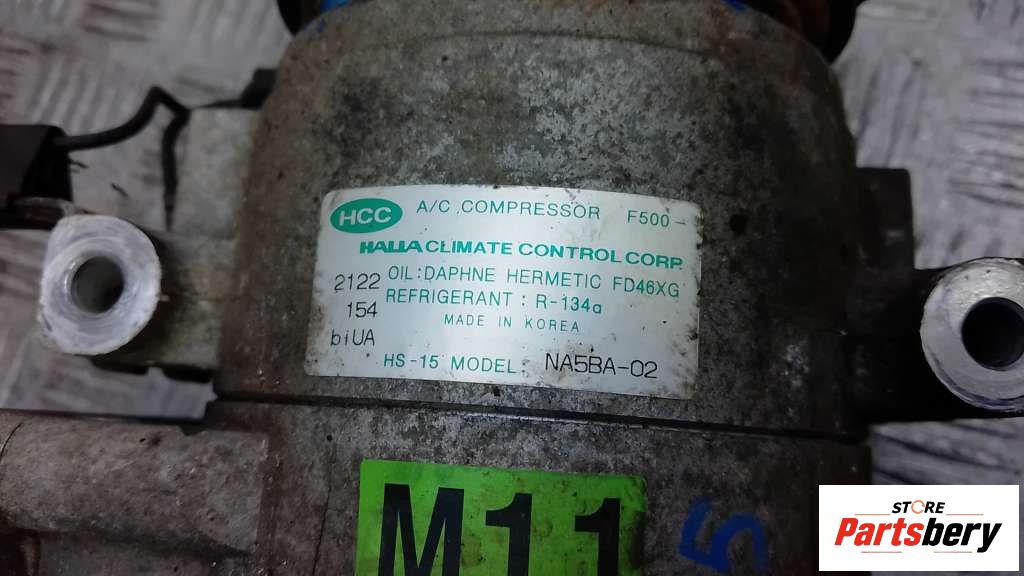 HCC A/C COMPRESSOR F500-
HALLA CLIMATE CONTROL CORP.
2122 OIL:DAPHNE HERMETIC FD46XG
154 REFRIGERANT : R-134a
MADE IN KOREA
biUA
HS-15 MODEL: NA5BA-02
M11
5
STORE
Partsbery